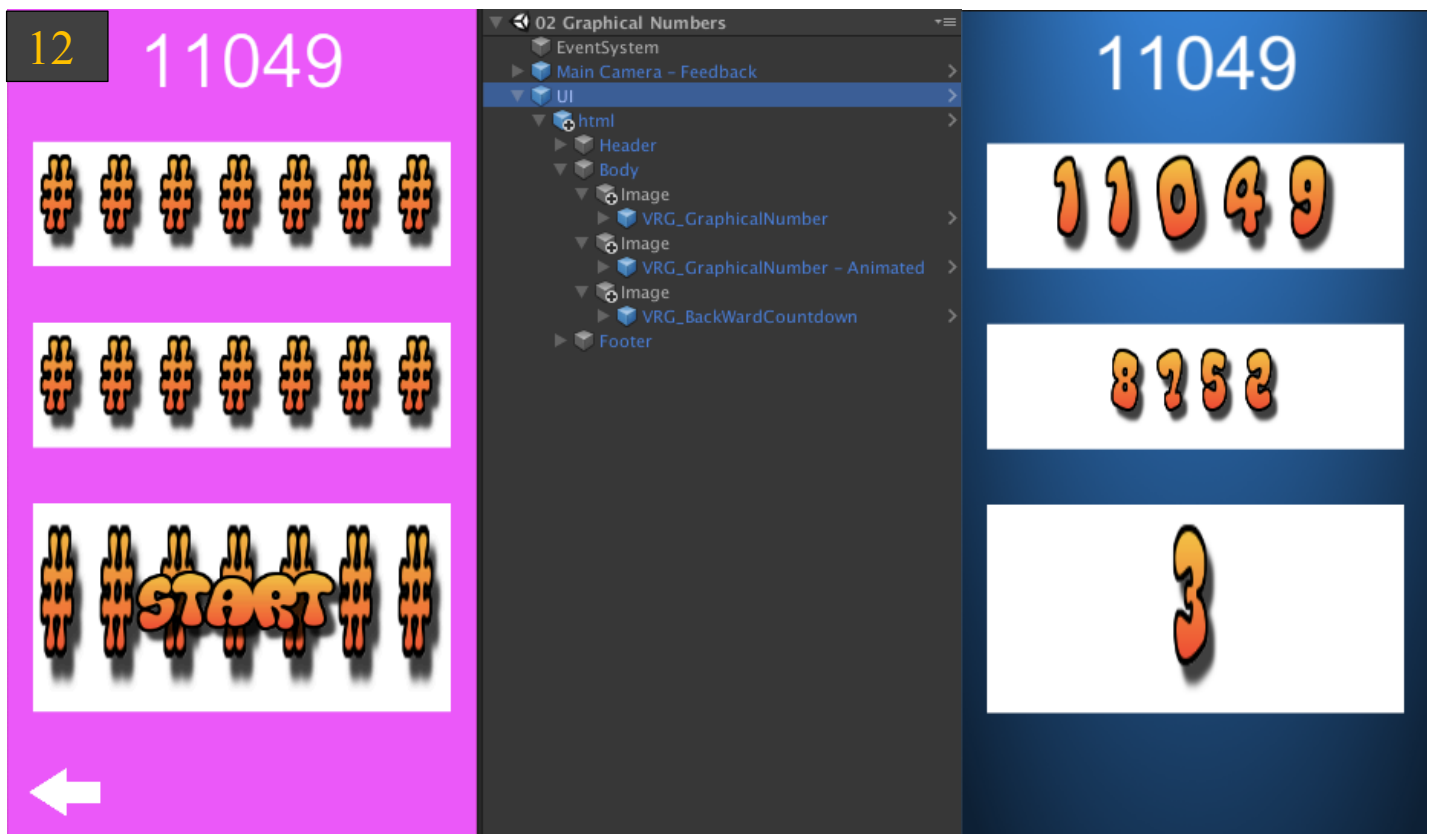 12
11049
# # # # # # #
# # # # # # #
# # # # # # #
START
02 Graphical Numbers
EventSystem
Main Camera - Feedback
UI
html
Header
Body
Image
VRG_GraphicalNumber
Image
VRG_GraphicalNumber - Animated
Image
VRG_BackWardCountdown
Footer
11049
11049
8752
3